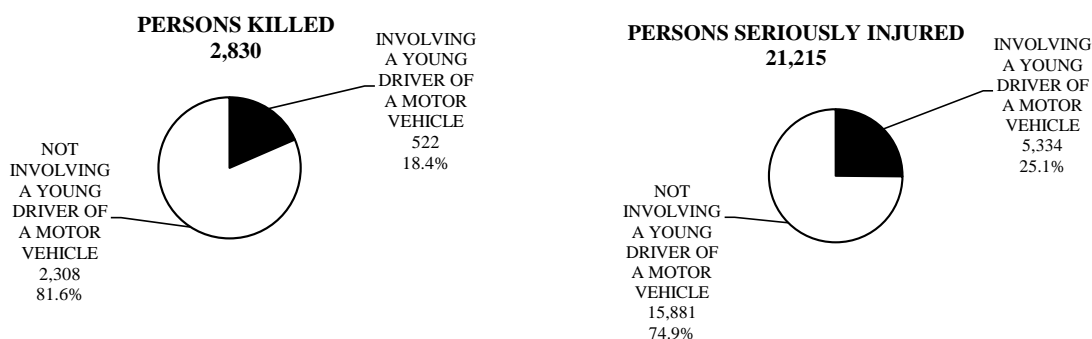 PERSONS KILLED
2,830
INVOLVING
A YOUNG
DRIVER OF
A MOTOR
VEHICLE
522
18.4%
NOT
INVOLVING
A YOUNG
DRIVER OF
A MOTOR
VEHICLE
2,308
81.6%
PERSONS SERIOUSLY INJURED
21,215
INVOLVING
A YOUNG
DRIVER OF
A MOTOR
VEHICLE
5,334
25.1%
NOT
INVOLVING
A YOUNG
DRIVER OF
A MOTOR
VEHICLE
15,881
74.9%